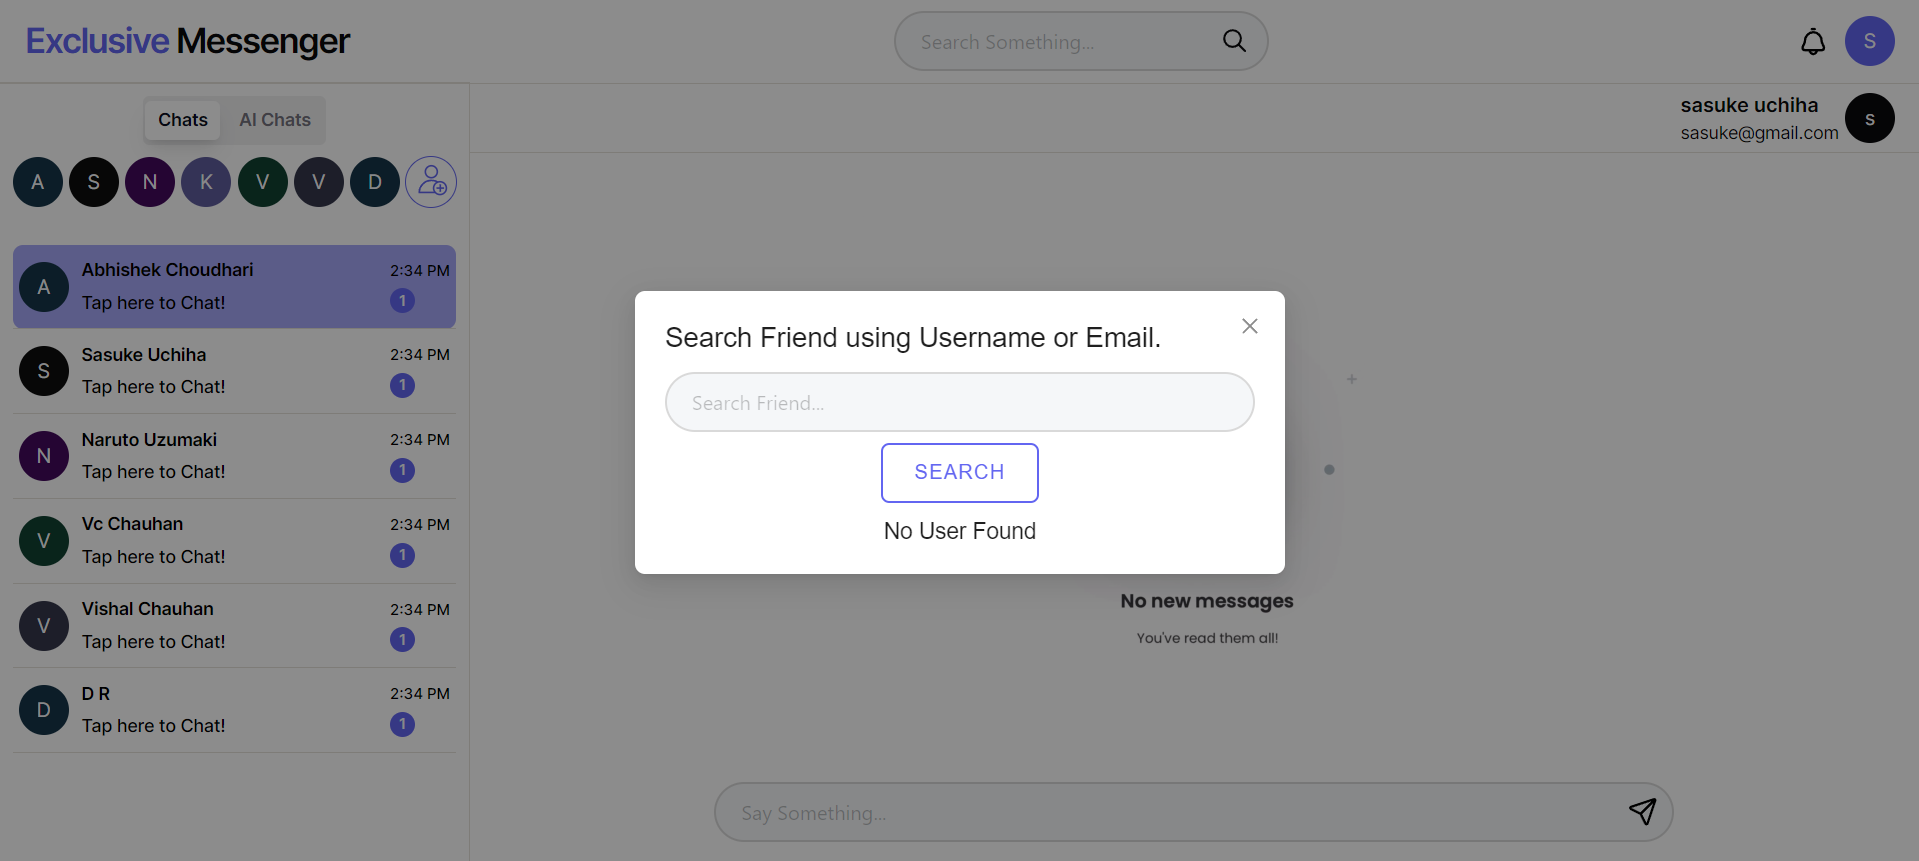 Exclusive Messenger
Search Something...
S
Chats
AI Chats
sasuke uchiha
sasuke@gmail.com
s
A S N K V V D
A
Abhishek Choudhari
2:34 PM
Tap here to Chat!
1
S
Sasuke Uchiha
2:34 PM
Tap here to Chat!
1
N
Naruto Uzumaki
2:34 PM
Tap here to Chat!
1
V
Vc Chauhan
2:34 PM
Tap here to Chat!
1
V
Vishal Chauhan
2:34 PM
Tap here to Chat!
1
D
D R
2:34 PM
Tap here to Chat!
1
Search Friend using Username or Email.
Search Friend...
SEARCH
No User Found
No new messages
You've read them all!
Say Something...